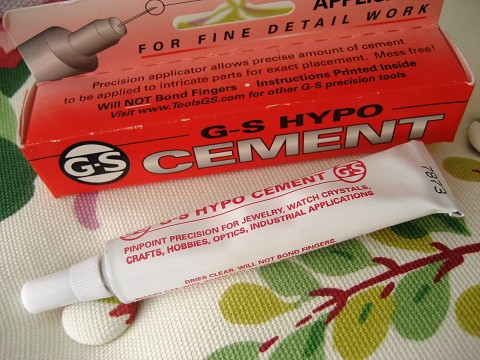 APPLIC
FOR FINE DETAIL WORK
Precision applicator allows precise amount of cement
to be applied to intricate parts for exact placement. Mess free!
Will NOT Bond Fingers • Instructions Printed Inside
Visit www.ToolsGS.com for other G-S precision tools
G-S HYPO
G-S CEMENT
G-S HYPO CEMENT G-S
PINPOINT PRECISION FOR JEWELRY, WATCH CRYSTALS,
CRAFTS, HOBBIES, OPTICS, INDUSTRIAL APPLICATIONS
DRIES CLEAR. WILL NOT BOND FINGERS.
7873